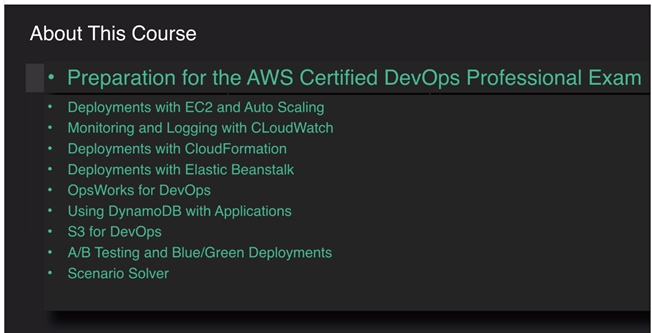 About This Course
• Preparation for the AWS Certified DevOps Professional Exam
• Deployments with EC2 and Auto Scaling
• Monitoring and Logging with CLoudWatch
• Deployments with CloudFormation
• Deployments with Elastic Beanstalk
• OpsWorks for DevOps
• Using DynamoDB with Applications
• S3 for DevOps
• A/B Testing and Blue/Green Deployments
• Scenario Solver